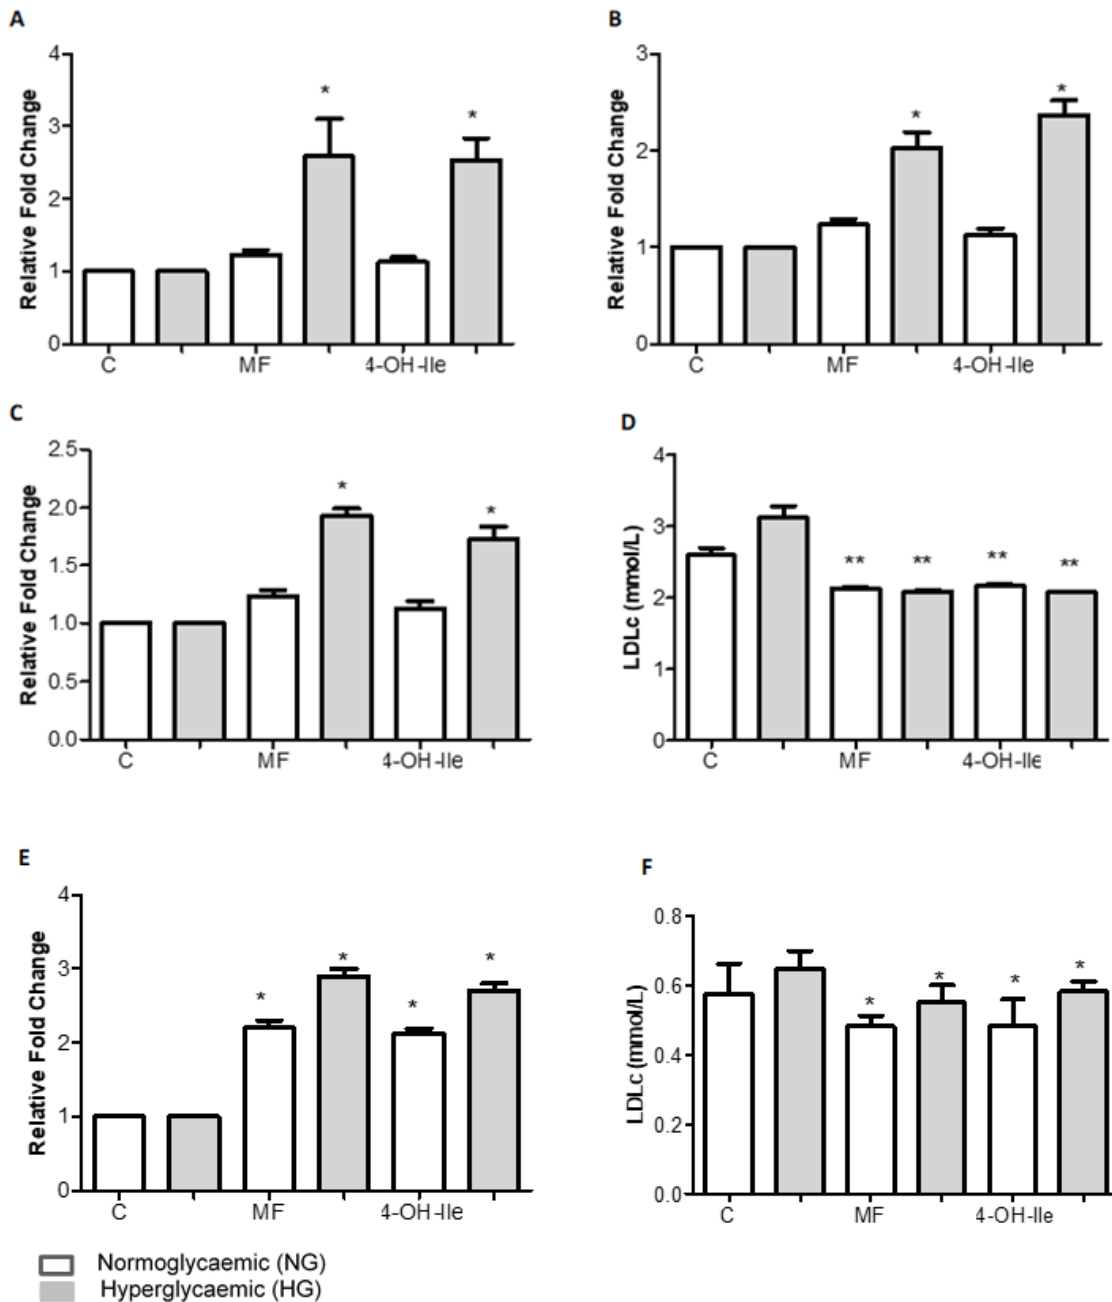 A
Relative Fold Change
4
3
2
1
0
*
*
C
MF
4-OH-Ile
B
Relative Fold Change
3
2
1
0
*
*
C
MF
4-OH-Ile
C
Relative Fold Change
2.5
2.0
1.5
1.0
0.5
0.0
*
*
C
MF
4-OH-Ile
D
LDLc (mmol/L)
4
3
2
1
0
**
**
**
**
C
MF
4-OH-Ile
E
Relative Fold Change
4
3
2
1
0
*
*
*
*
C
MF
4-OH-Ile
F
LDLc (mmol/L)
0.8
0.6
0.4
0.2
0.0
*
*
*
*
C
MF
4-OH-Ile
Normoglycaemic (NG)
Hyperglycaemic (HG)